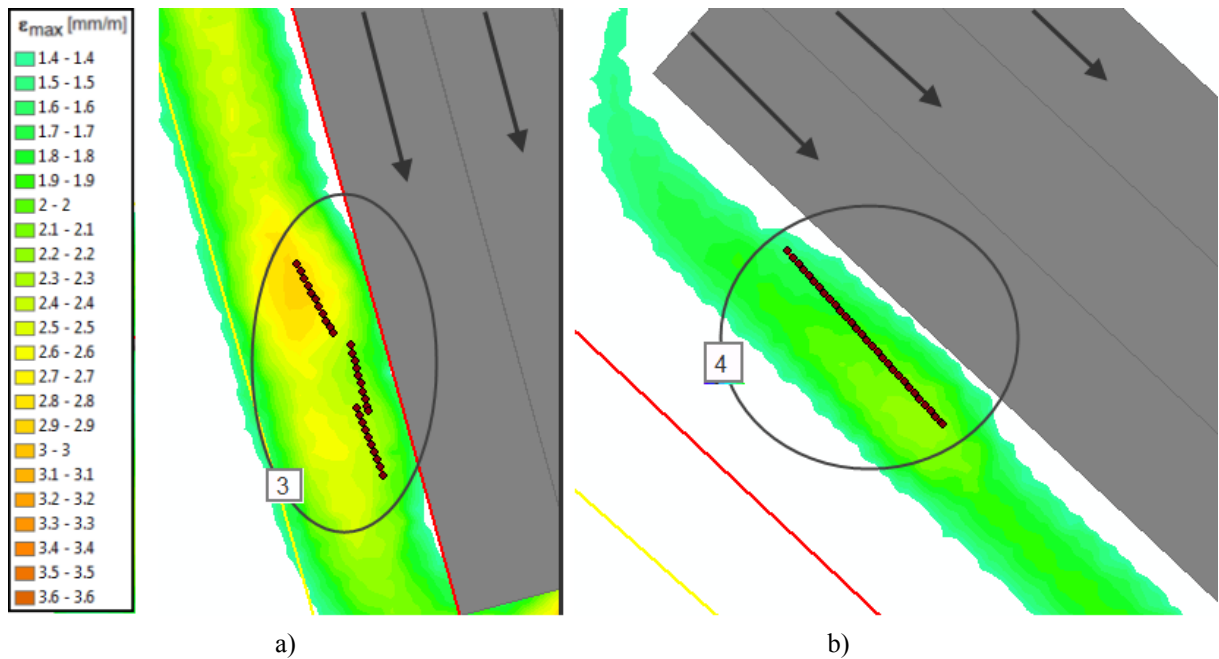 εmax [mm/m]
1.4 - 1.4
1.5 - 1.5
1.6 - 1.6
1.7 - 1.7
1.8 - 1.8
1.9 - 1.9
2 - 2
2.1 - 2.1
2.2 - 2.2
2.3 - 2.3
2.4 - 2.4
2.5 - 2.5
2.6 - 2.6
2.7 - 2.7
2.8 - 2.8
2.9 - 2.9
3 - 3
3.1 - 3.1
3.2 - 3.2
3.3 - 3.3
3.4 - 3.4
3.5 - 3.5
3.6 - 3.6
3
4
a)
b)